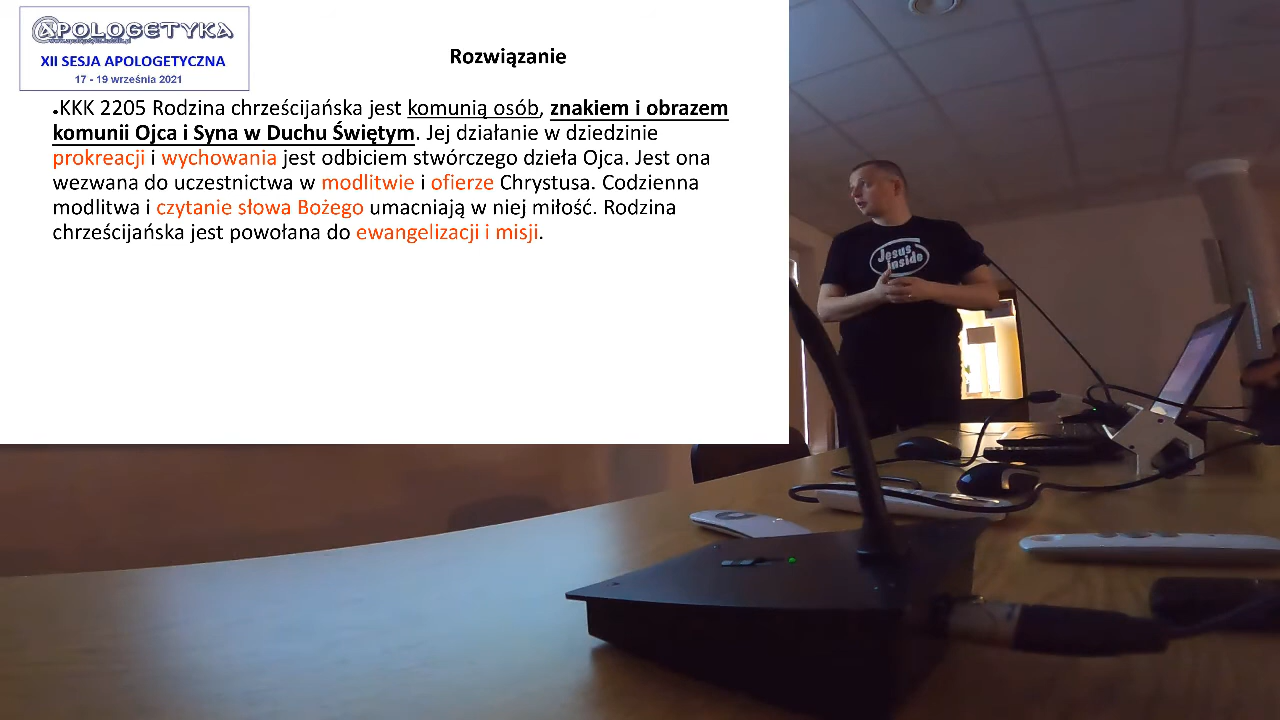 @POLOGETYKA
XII SESJA APOLOGETYCZNA
17 - 19 września 2021
Rozwiązanie
•KKK 2205 Rodzina chrześcijańska jest komunią osób, znakiem i obrazem
komunii Ojca i Syna w Duchu Świętym. Jej działanie w dziedzinie
prokreacji i wychowania jest odbiciem stwórczego dzieła Ojca. Jest ona
wezwana do uczestnictwa w modlitwie i ofierze Chrystusa. Codzienna
modlitwa i czytanie słowa Bożego umacniają w niej miłość. Rodzina
chrześcijańska jest powołana do ewangelizacji i misji.
Jesus
inside